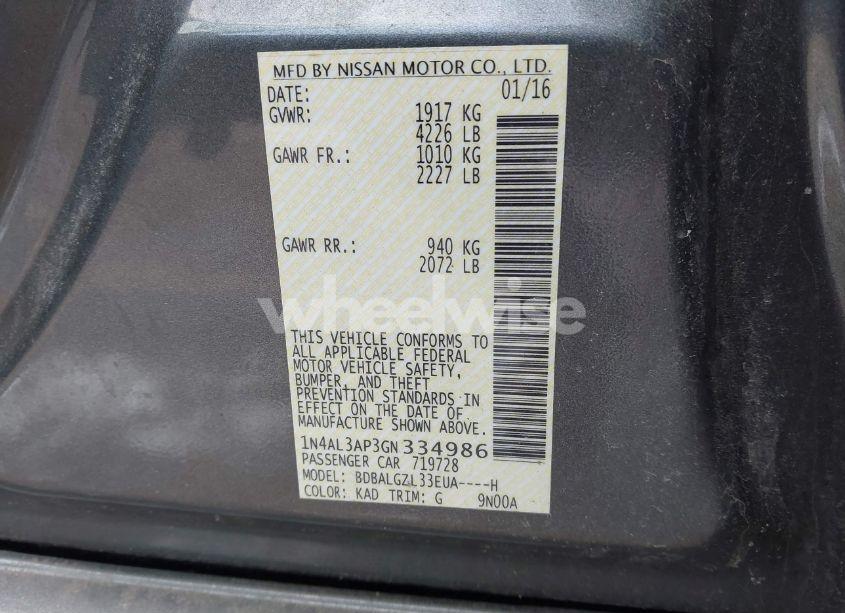 MFD BY NISSAN MOTOR CO., LTD.
DATE: 01/16
GVWR: 1917 KG
4226 LB
GAWR FR.: 1010 KG
2227 LB
GAWR RR.: 940 KG
2072 LB
wheelwise
THIS VEHICLE CONFORMS TO
ALL APPLICABLE FEDERAL
MOTOR VEHICLE SAFETY,
BUMPER, AND THEFT
PREVENTION STANDARDS IN
EFFECT ON THE DATE OF
MANUFACTURE SHOWN ABOVE.
1N4AL3AP3GN334986
PASSENGER CAR 719728
MODEL: BDBALGZL33EUA----H
COLOR: KAD TRIM: G 9N00A